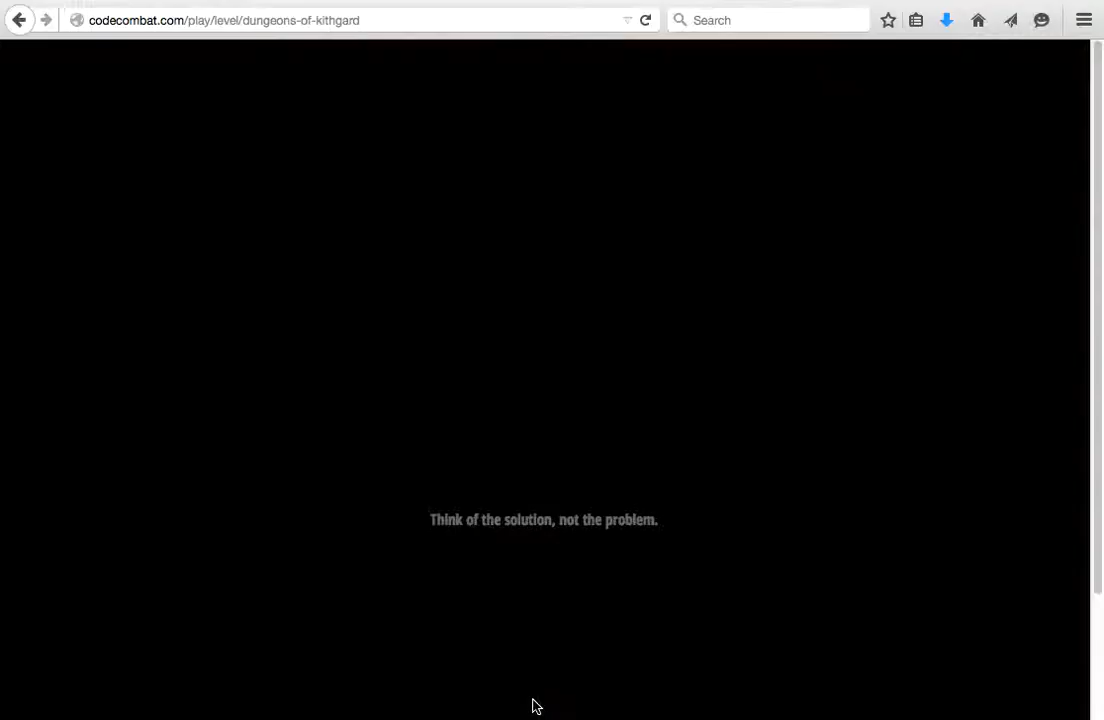 codecombat.com/play/level/dungeons-of-kithgard
Search
Think of the solution, not the problem.